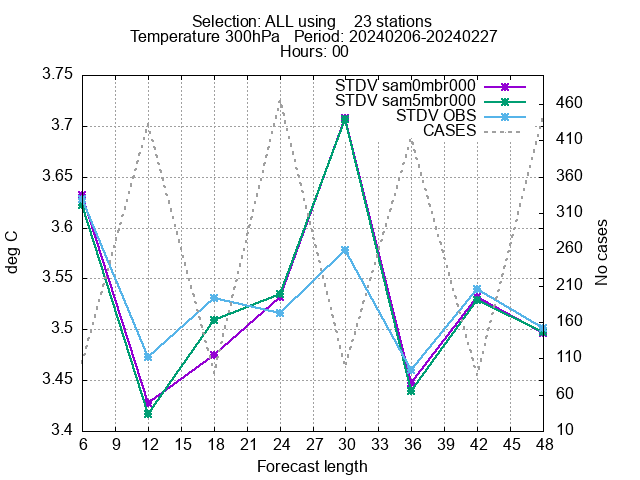 Selection: ALL using    23 stations
Temperature 300hPa   Period: 20240206-20240227
Hours: 00
STDV sam0mbr000
STDV sam5mbr000
STDV OBS
CASES
3.75
3.7
3.65
3.6
3.55
3.5
3.45
3.4
deg C
460
410
360
310
260
210
160
110
60
10
No cases
6 9 12 15 18 21 24 27 30 33 36 39 42 45 48
Forecast length